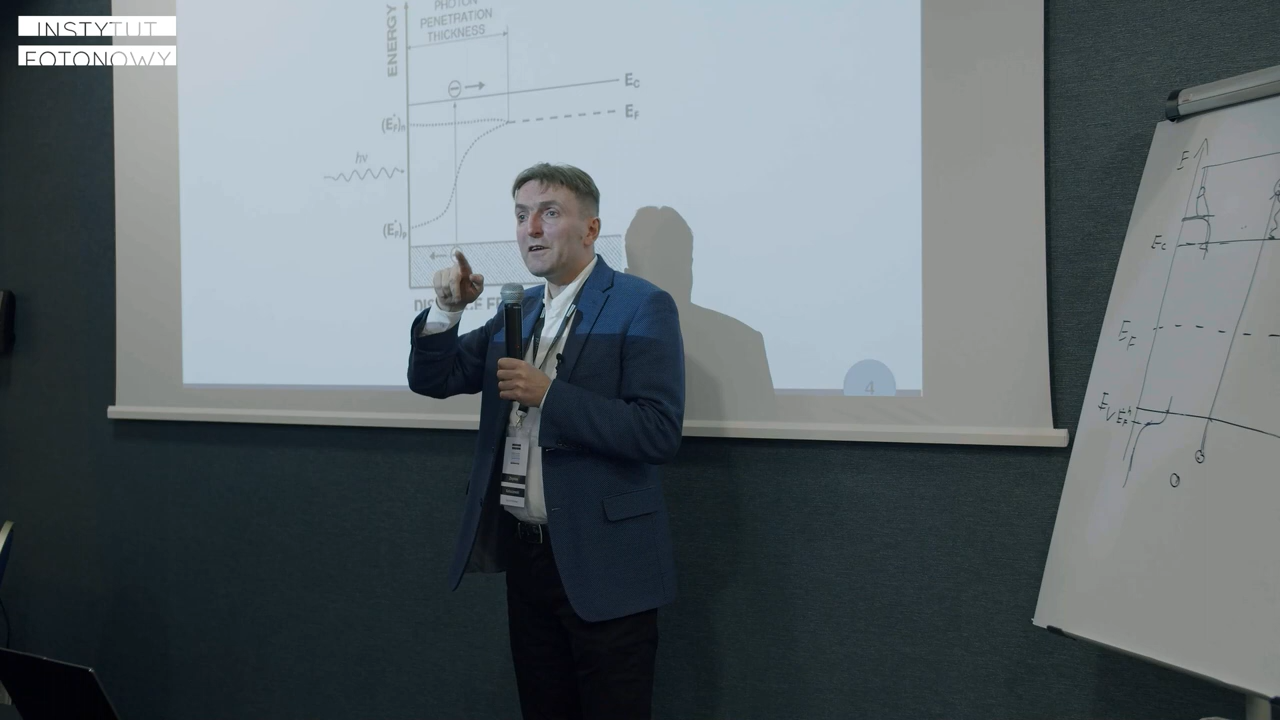 INSTYTUT
FOTONOWY
PHOTON
PENETRATION
THICKNESS
ENERGY
E_C
(E_F^*)_n
E_F
hν
(E_F^*)_p
4
E
E_C
E_F
E_V